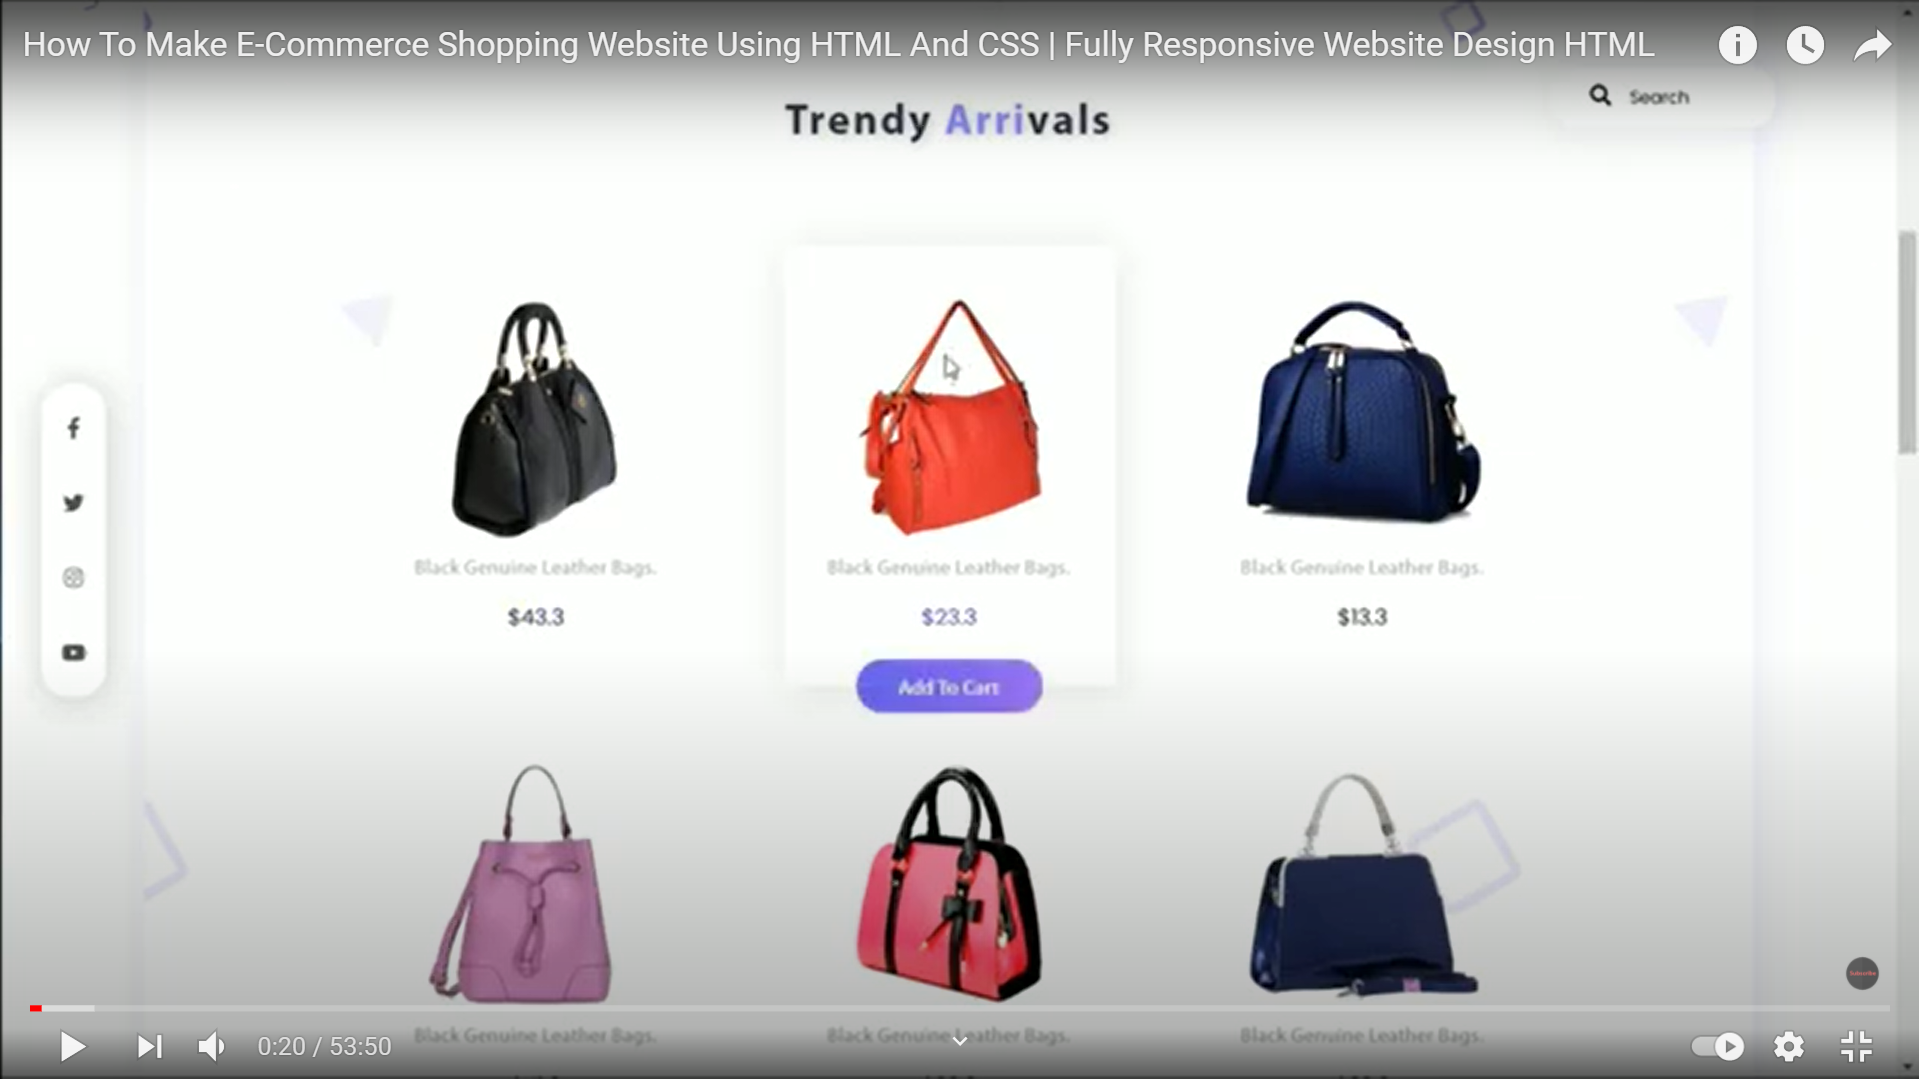 How To Make E-Commerce Shopping Website Using HTML And CSS | Fully Responsive Website Design HTML
Search
Trendy Arrivals
Black Genuine Leather Bags.
$43.3
Black Genuine Leather Bags.
$23.3
Add To Cart
Black Genuine Leather Bags.
$13.3
Subscribe
0:20 / 53:50
Black Genuine Leather Bags.
Black Genuine Leather Bags.
Black Genuine Leather Bags.